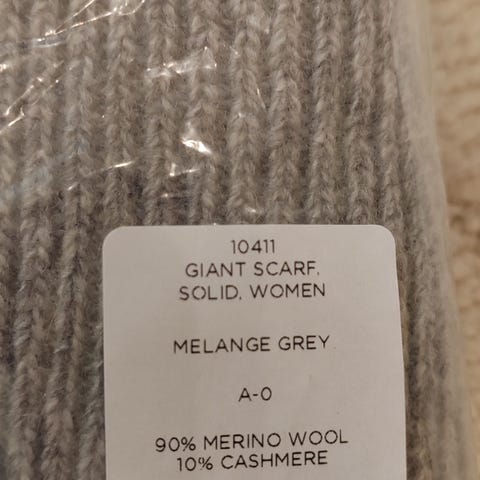 10411
GIANT SCARF,
SOLID, WOMEN
MELANGE GREY
A-0
90% MERINO WOOL
10% CASHMERE